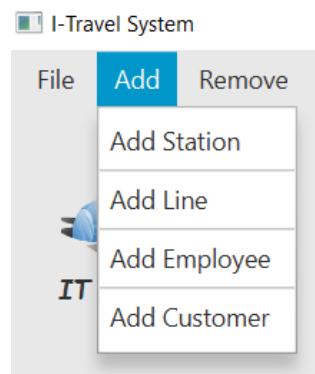 I-Travel System
File Add Remove
Add Station
Add Line
Add Employee
IT
Add Customer